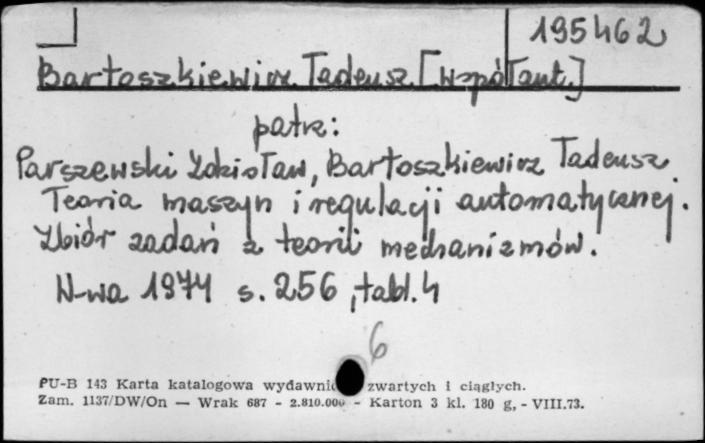 195462
Bartoszkiewicz Tadeusz [współaut.]
patrz:
Parszewski Zdzisław, Bartoszkiewicz Tadeusz.
Teoria maszyn i regulacji automatycznej.
Zbiór zadań z teorii mechanizmów.
W-wa 1974 s. 256, tabl. 4
6
PU-B 143 Karta katalogowa wydawnic zwartych i ciągłych.
Zam. 1137/DW/On — Wrak 687 - 2.810.000 - Karton 3 kl. 180 g, - VIII.73.